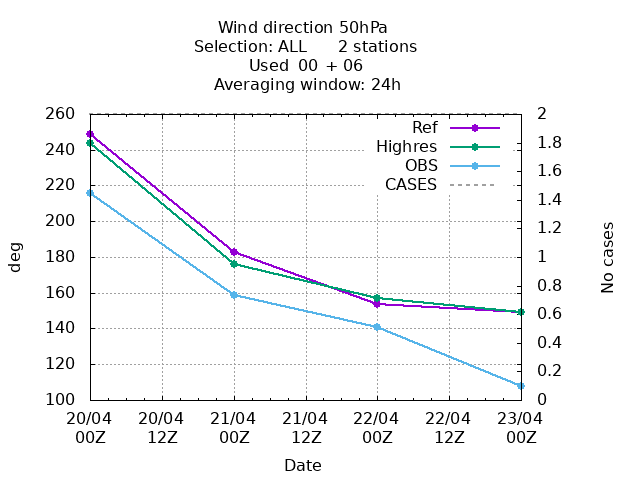 Wind direction 50hPa
Selection: ALL      2 stations
Used  00 + 06
Averaging window: 24h
260
240
220
200
180
160
140
120
100
deg
2
1.8
1.6
1.4
1.2
1
0.8
0.6
0.4
0.2
0
No cases
Ref
Highres
OBS
CASES
20/04 20/04 21/04 21/04 22/04 22/04 23/04
00Z 12Z 00Z 12Z 00Z 12Z 00Z
Date